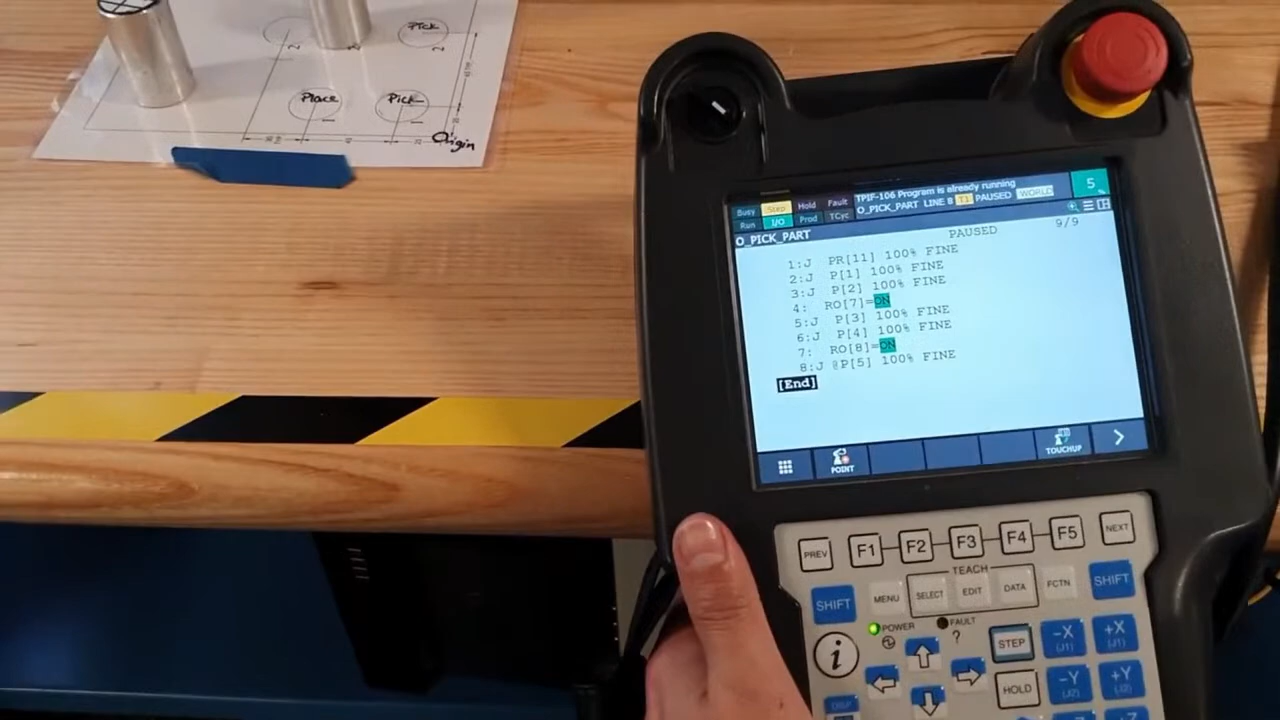 Pick
Place
Pick
Origin
Busy
Step
Hold
Fault
Run
I/O
Prod
TCyc
TPIF-106 Program is already running
O_PICK_PART LINE 8 T1 PAUSED WORLD
5
%
O_PICK_PART
PAUSED
9/9
1:J PR[11] 100% FINE
2:J P[1] 100% FINE
3:J P[2] 100% FINE
4: RO[7]=ON
5:J P[3] 100% FINE
6:J P[4] 100% FINE
7: RO[8]=ON
8:J @P[5] 100% FINE
[End]
POINT
TOUCHUP
PREV
F1
F2
F3
F4
F5
NEXT
TEACH
SHIFT
MENU
SELECT
EDIT
DATA
FCTN
SHIFT
POWER
FAULT
i
?
STEP
-X
(J1)
+X
(J1)
HOLD
-Y
(J2)
+Y
(J2)
DISP